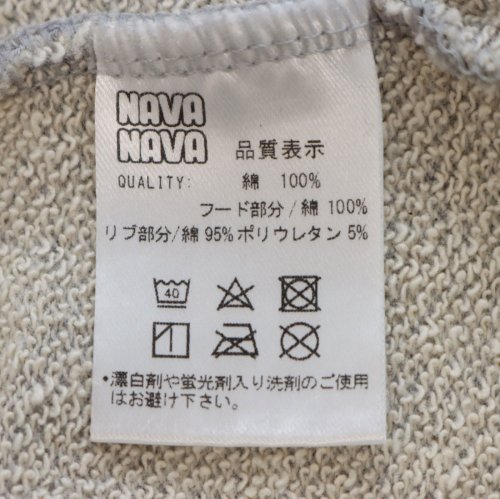 NAVA
NAVA
品質表示
QUALITY: 綿 100%
フード部分/綿 100%
リブ部分/綿 95% ポリウレタン 5%
40
・漂白剤や蛍光剤入り洗剤のご使用
はお避け下さい。